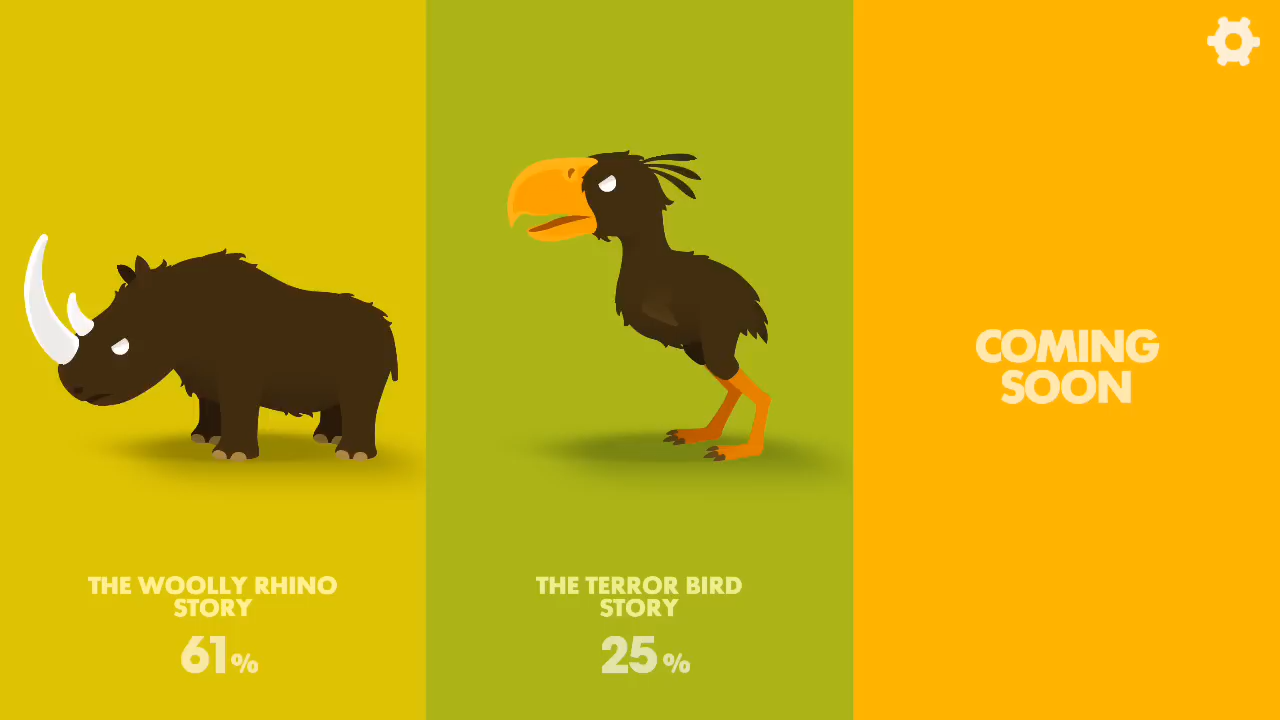 THE WOOLLY RHINO
STORY
61%
THE TERROR BIRD
STORY
25%
COMING
SOON